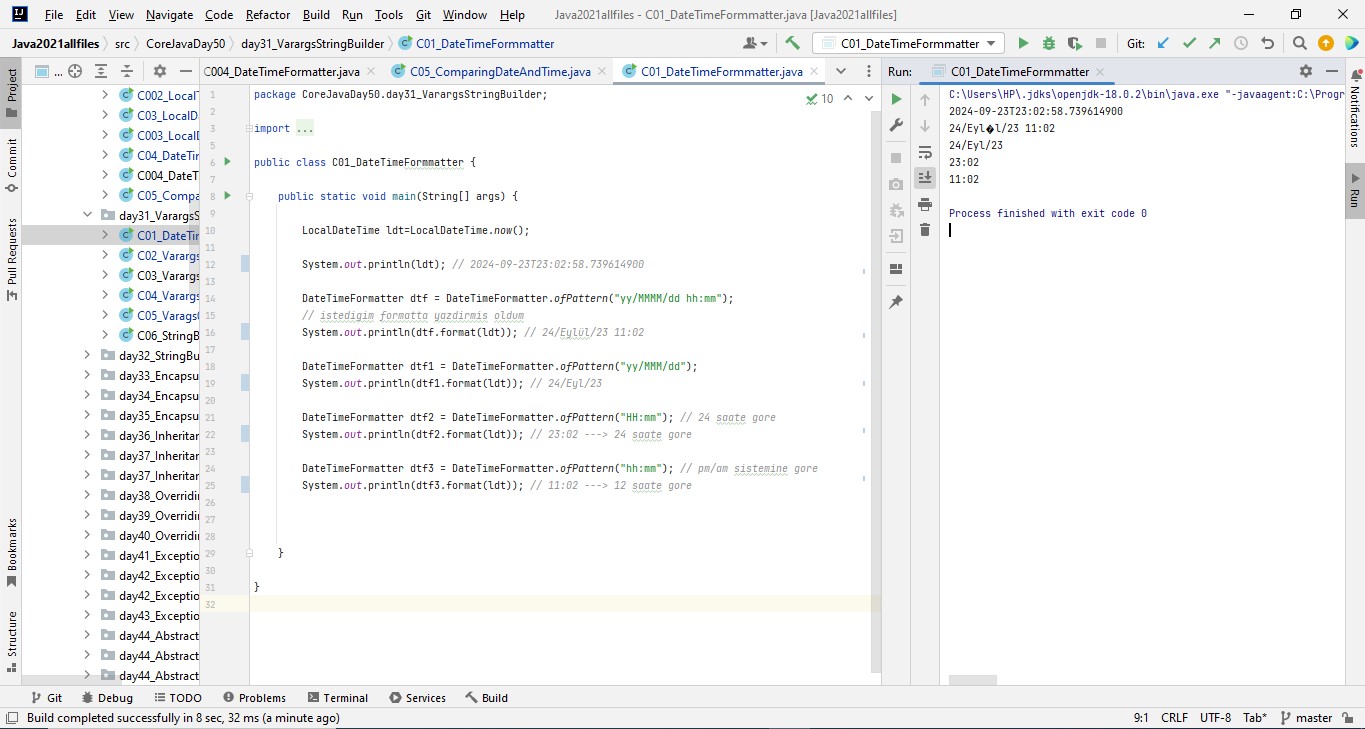 File Edit View Navigate Code Refactor Build Run Tools Git Window Help Java2021allfiles - C01_DateTimeFormmatter.java [Java2021allfiles]
Java2021allfiles src CoreJavaDay50 day31_VarargsStringBuilder C01_DateTimeFormmatter C01_DateTimeFormmatter Git:
Project
Commit
Pull Requests
Bookmarks
Structure
...
C002_LocalT
C03_LocalD
C003_LocalD
C04_DateTir
C004_DateT
C05_Compa
day31_VarargsS
C01_DateTir
C02_Varargs
C03_Varargs
C04_Varargs
C05_VarargsC
C06_StringB
day32_StringBu
day33_Encapsu
day34_Encapsu
day35_Encapsu
day36_Inheritar
day37_Inheritar
day37_Inheritar
day38_Overridin
day39_Overridin
day40_Overridin
day41_Exceptio
day42_Exceptio
day42_Exceptio
day43_Exceptio
day44_Abstract
day44_Abstract
day44_Abstract
C004_DateTimeFormatter.java C05_ComparingDateAndTime.java C01_DateTimeFormmatter.java
10
1 package CoreJavaDay50.day31_VarargsStringBuilder;
2
3 import ...
5
6 public class C01_DateTimeFormmatter {
7
8 public static void main(String[] args) {
9
10 LocalDateTime ldt=LocalDateTime.now();
11
12 System.out.println(ldt); // 2024-09-23T23:02:58.739614900
13
14 DateTimeFormatter dtf = DateTimeFormatter.ofPattern("yy/MMMM/dd hh:mm");
15 // istedigim formatta yazdirmis oldum
16 System.out.println(dtf.format(ldt)); // 24/Eylül/23 11:02
17
18 DateTimeFormatter dtf1 = DateTimeFormatter.ofPattern("yy/MMM/dd");
19 System.out.println(dtf1.format(ldt)); // 24/Eyl/23
20
21 DateTimeFormatter dtf2 = DateTimeFormatter.ofPattern("HH:mm"); // 24 saate gore
22 System.out.println(dtf2.format(ldt)); // 23:02 ---> 24 saate gore
23
24 DateTimeFormatter dtf3 = DateTimeFormatter.ofPattern("hh:mm"); // pm/am sistemine gore
25 System.out.println(dtf3.format(ldt)); // 11:02 ---> 12 saate gore
26
27
28
29 }
30
31 }
32
Run: C01_DateTimeFormmatter
C:\Users\HP\.jdks\openjdk-18.0.2\bin\java.exe "-javaagent:C:\Progr
2024-09-23T23:02:58.739614900
24/Eyl�l/23 11:02
24/Eyl/23
23:02
11:02
Process finished with exit code 0
Notifications
Run
Git Debug TODO Problems Terminal Services Build
Build completed successfully in 8 sec, 32 ms (a minute ago) 9:1 CRLF UTF-8 Tab* master